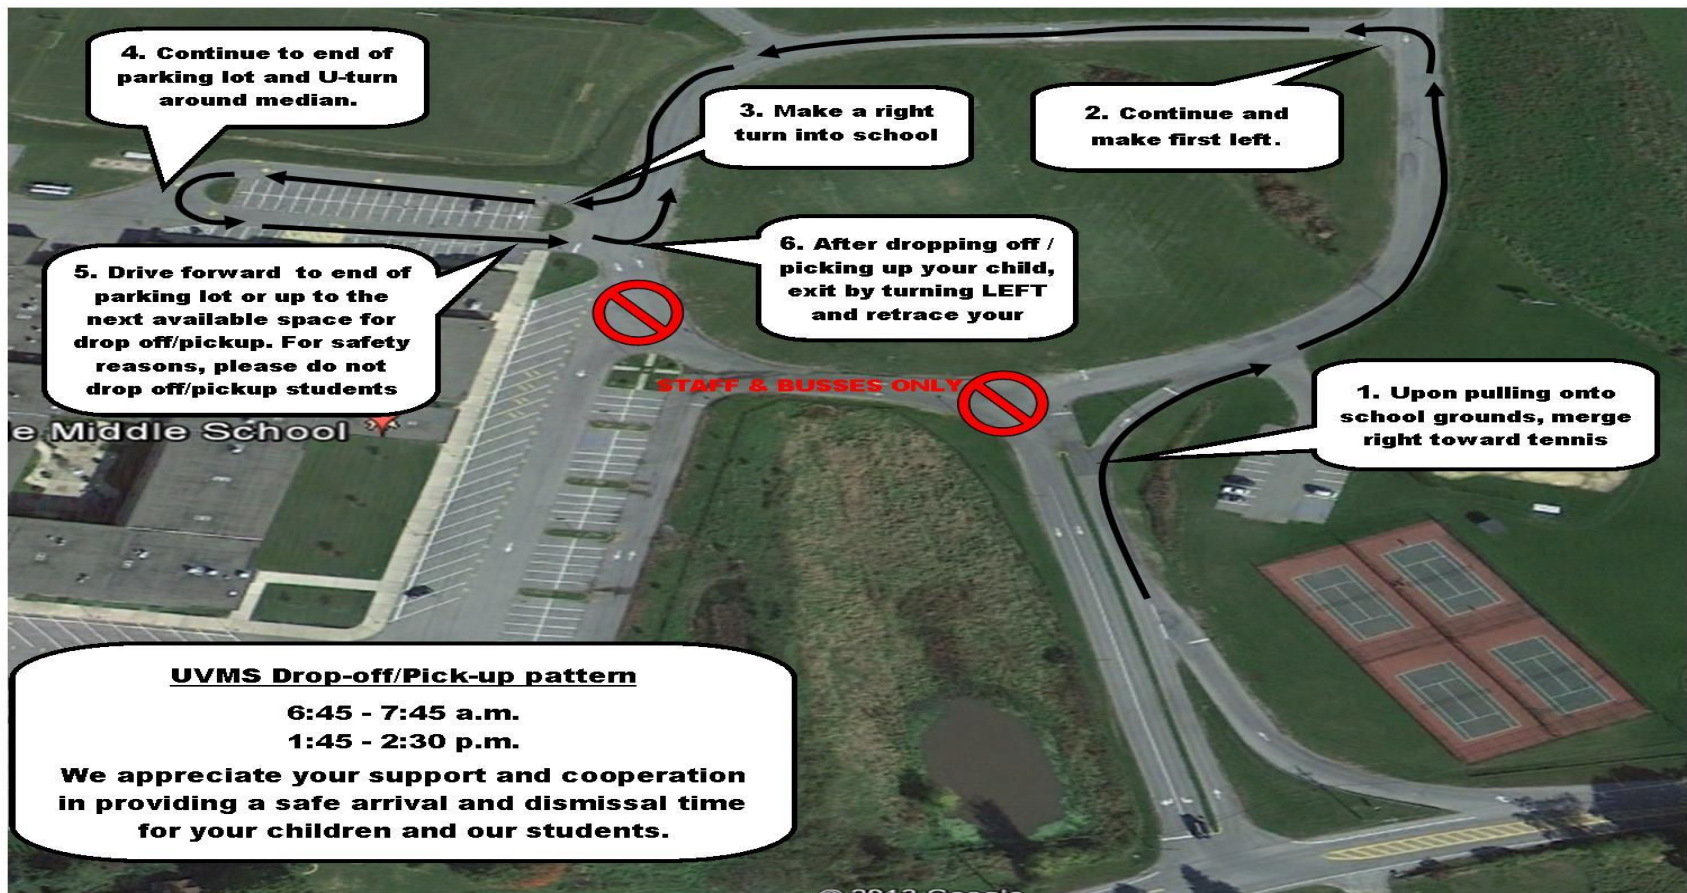 4. Continue to end of
parking lot and U-turn
around median.
3. Make a right
turn into school
2. Continue and
make first left.
6. After dropping off /
picking up your child,
exit by turning LEFT
and retrace your
5. Drive forward to end of
parking lot or up to the
next available space for
drop off/pickup. For safety
reasons, please do not
drop off/pickup students
STAFF & BUSSES ONLY
1. Upon pulling onto
school grounds, merge
right toward tennis
e Middle School
UVMS Drop-off/Pick-up pattern
6:45 - 7:45 a.m.
1:45 - 2:30 p.m.
We appreciate your support and cooperation
in providing a safe arrival and dismissal time
for your children and our students.
© 2013 Google